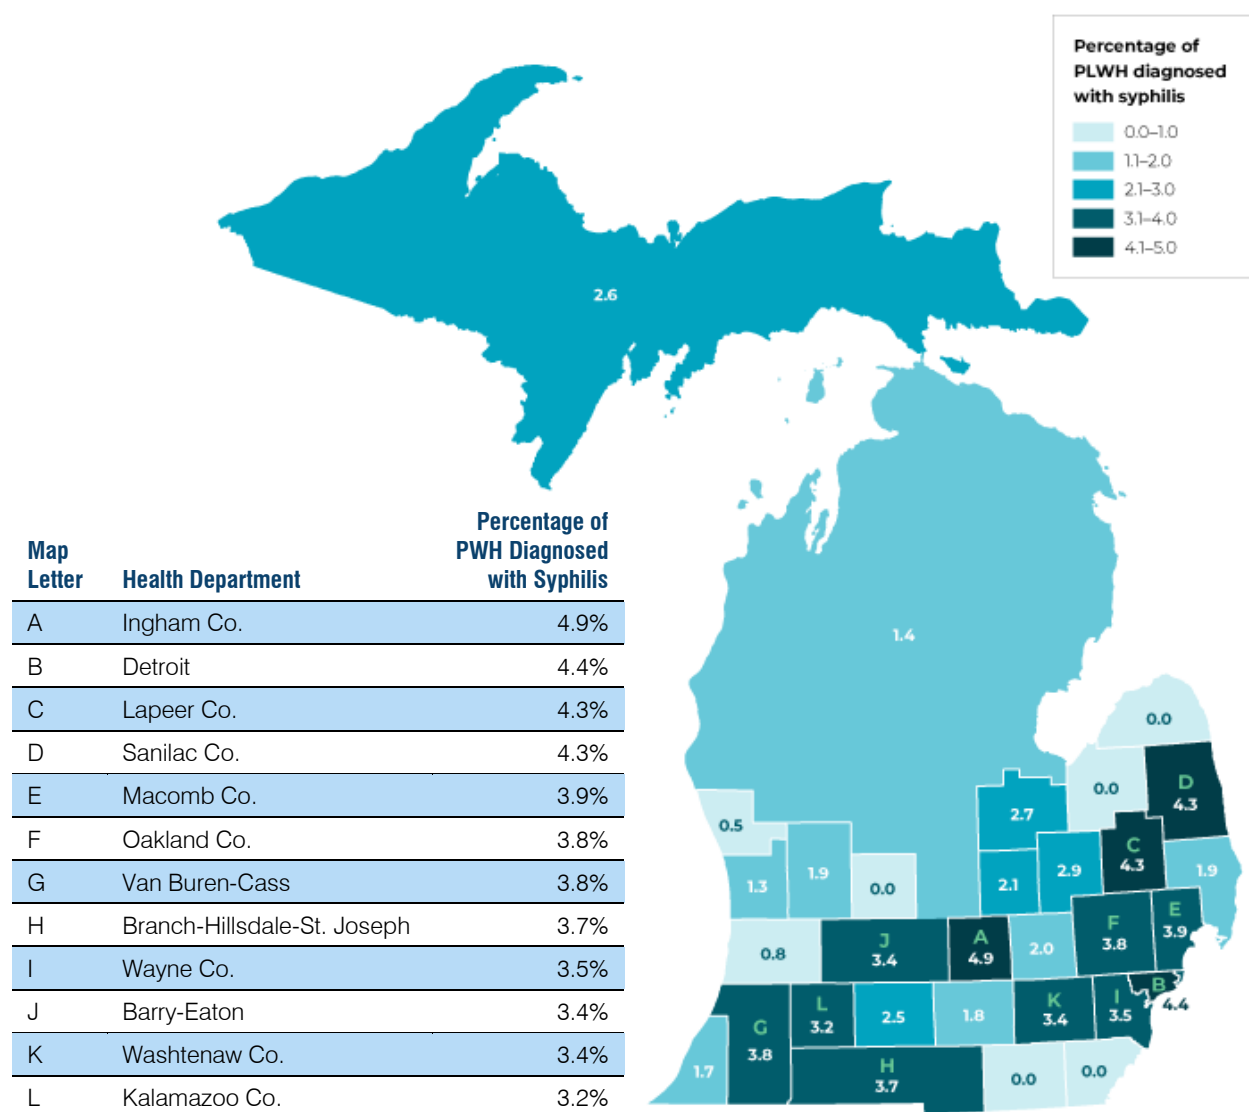 Percentage of
PLWH diagnosed
with syphilis
0.0–1.0
1.1–2.0
2.1–3.0
3.1–4.0
4.1–5.0
2.6
1.4
Map Letter Health Department Percentage of PWH Diagnosed with Syphilis
A Ingham Co. 4.9%
B Detroit 4.4%
C Lapeer Co. 4.3%
D Sanilac Co. 4.3%
E Macomb Co. 3.9%
F Oakland Co. 3.8%
G Van Buren-Cass 3.8%
H Branch-Hillsdale-St. Joseph 3.7%
I Wayne Co. 3.5%
J Barry-Eaton 3.4%
K Washtenaw Co. 3.4%
L Kalamazoo Co. 3.2%
0.0
D
4.3
0.0
2.7
0.5
C
4.3
1.9
2.9
2.1
1.9
1.3
0.0
E
3.9
F
3.8
A
4.9
J
3.4
2.0
0.8
B
4.4
I
3.5
K
3.4
1.8
2.5
L
3.2
G
3.8
1.7
H
3.7
0.0
0.0